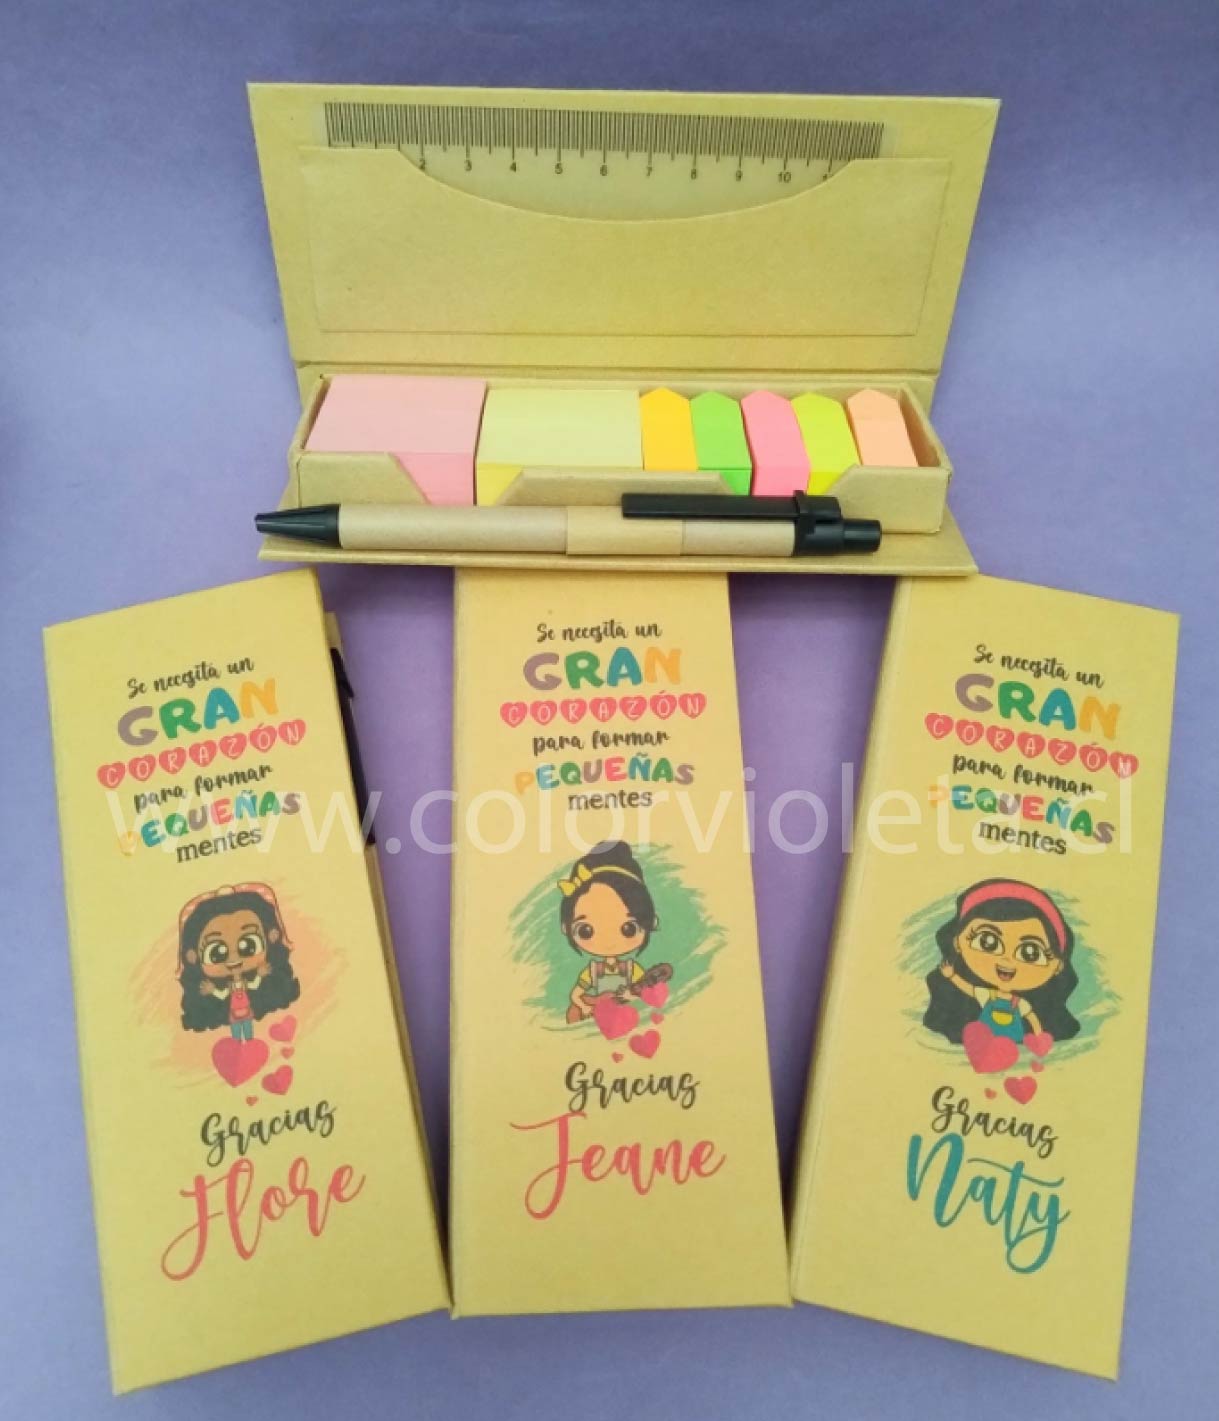 2 3 4 5 6 7 8 9 10
Se necesita un
GRAN
CORAZÓN
para formar
PEQUEÑAS
mentes
Gracias
Flore
Se necesita un
GRAN
CORAZÓN
para formar
PEQUEÑAS
mentes
Gracias
Jeane
Se necesita un
GRAN
CORAZÓN
para formar
PEQUEÑAS
mentes
Gracias
Naty
www.colorvioleta.cl